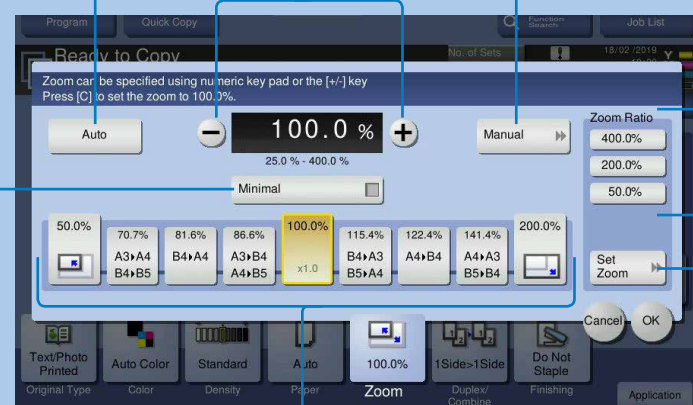 Program
Quick Copy
Function
Search
Job List
Ready to Copy
No. of Sets
18/02 /2019
Y
Zoom can be specified using numeric key pad or the [+/-] key
Press [C] to set the zoom to 100.0%.
Auto
−
100.0 %
+
Manual
25.0 % - 400.0 %
Minimal
Zoom Ratio
400.0%
200.0%
50.0%
Set
Zoom
50.0%
70.7%
A3▸A4
B4▸B5
81.6%
B4▸A4
86.6%
A3▸B4
A4▸B5
100.0%
x1.0
115.4%
B4▸A3
B5▸A4
122.4%
A4▸B4
141.4%
A4▸A3
B5▸B4
200.0%
Cancel
OK
Text/Photo
Printed
Original Type
Auto Color
Color
Standard
Density
Auto
Paper
100.0%
Zoom
1Side>1Side
Duplex/
Combine
Do Not
Staple
Finishing
Application